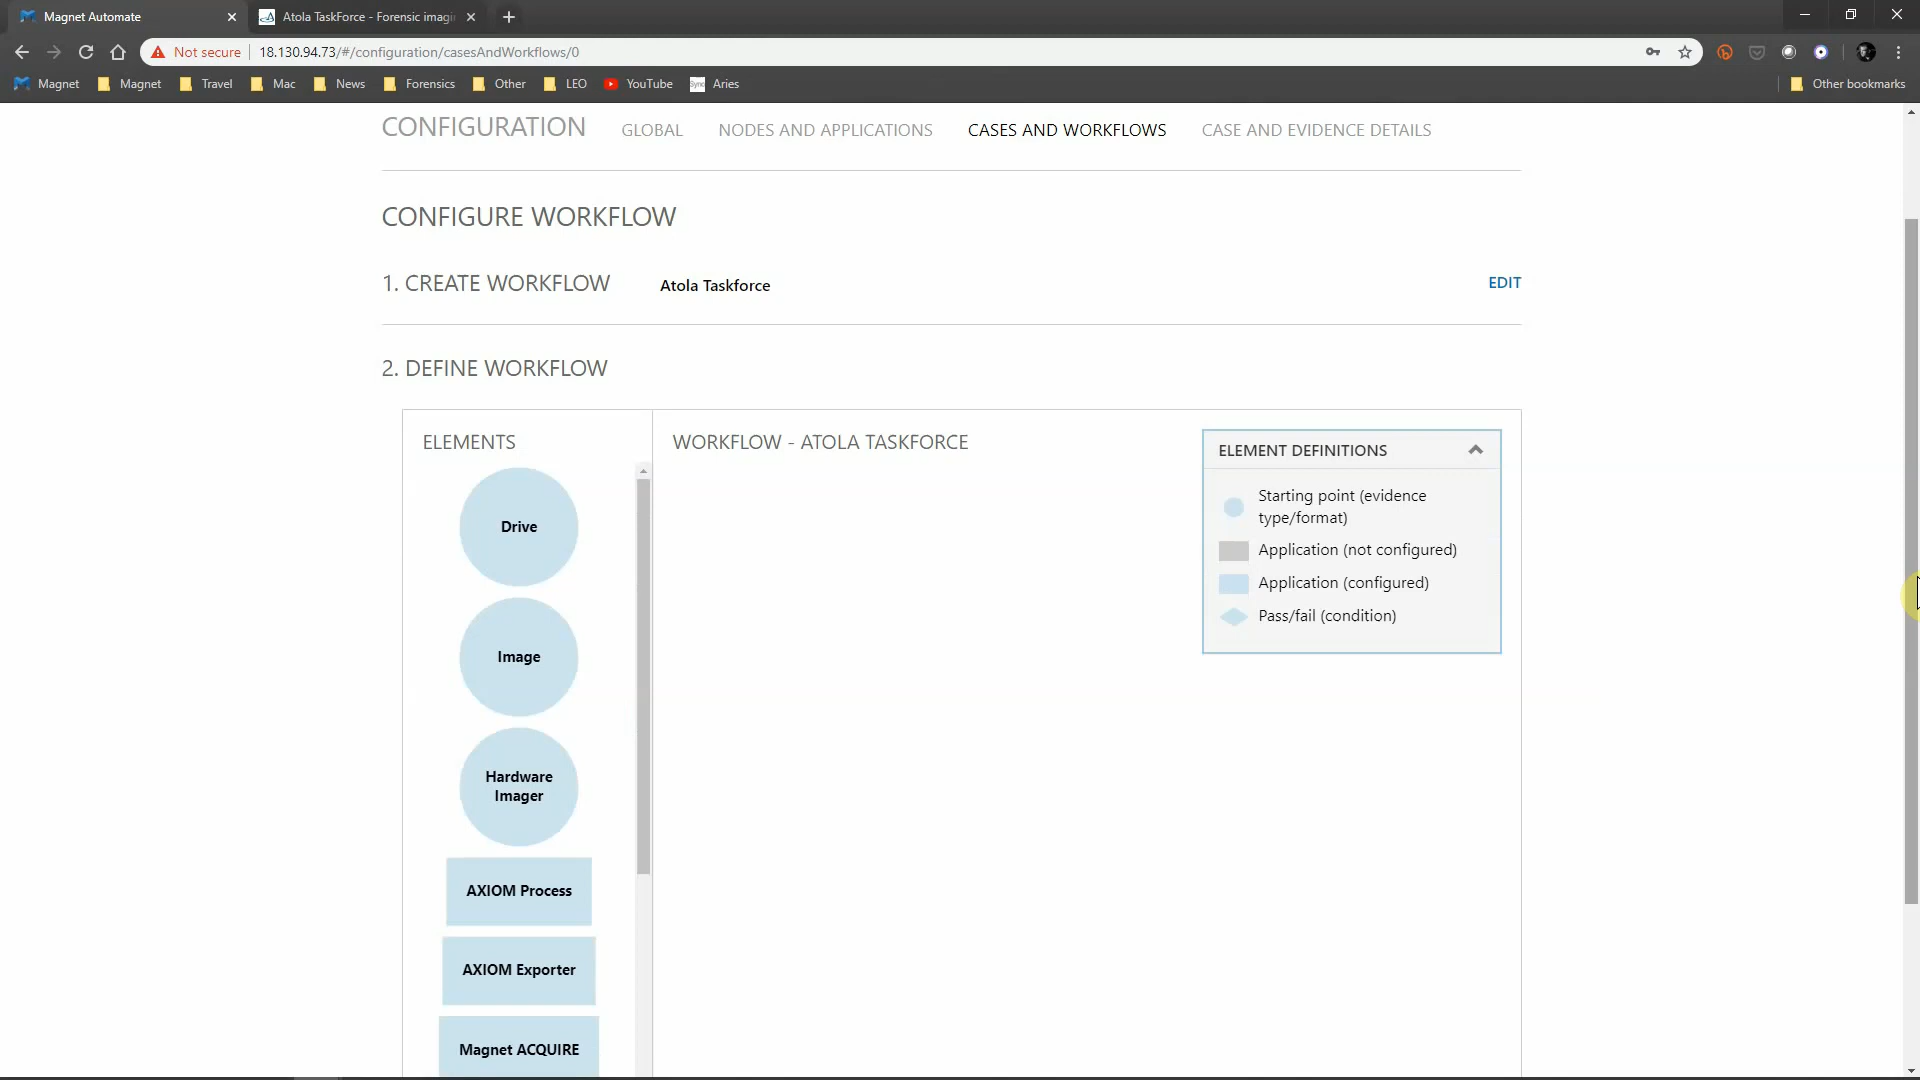 Magnet Automate
Atola TaskForce - Forensic imagi
Not secure
18.130.94.73/#/configuration/casesAndWorkflows/0
Magnet
Magnet
Travel
Mac
News
Forensics
Other
LEO
YouTube
Aries
Other bookmarks
CONFIGURATION
GLOBAL
NODES AND APPLICATIONS
CASES AND WORKFLOWS
CASE AND EVIDENCE DETAILS
CONFIGURE WORKFLOW
1. CREATE WORKFLOW
Atola Taskforce
EDIT
2. DEFINE WORKFLOW
ELEMENTS
Drive
Image
Hardware
Imager
AXIOM Process
AXIOM Exporter
Magnet ACQUIRE
WORKFLOW - ATOLA TASKFORCE
ELEMENT DEFINITIONS
Starting point (evidence
type/format)
Application (not configured)
Application (configured)
Pass/fail (condition)